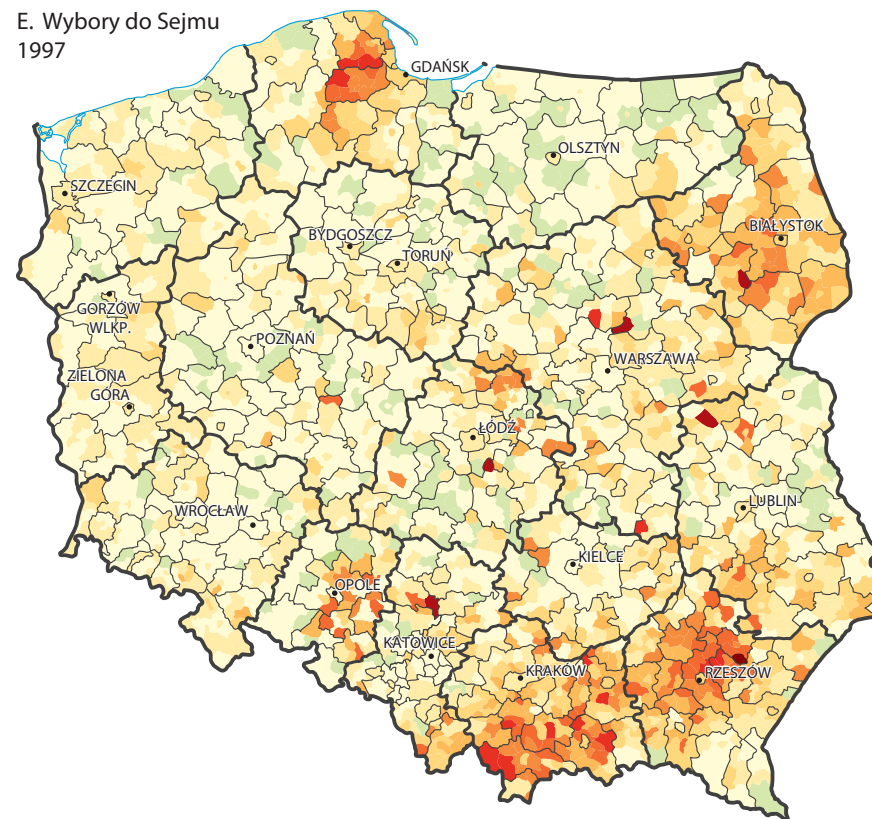 E. Wybory do Sejmu
1997
GDAŃSK
OLSZTYN
SZCZECIN
BIAŁYSTOK
BYDGOSZCZ
TORUŃ
GORZÓW
WLKP.
POZNAŃ
WARSZAWA
ZIELONA
GÓRA
ŁÓDŹ
LUBLIN
WROCŁAW
KIELCE
OPOLE
KATOWICE
KRAKÓW
RZESZÓW